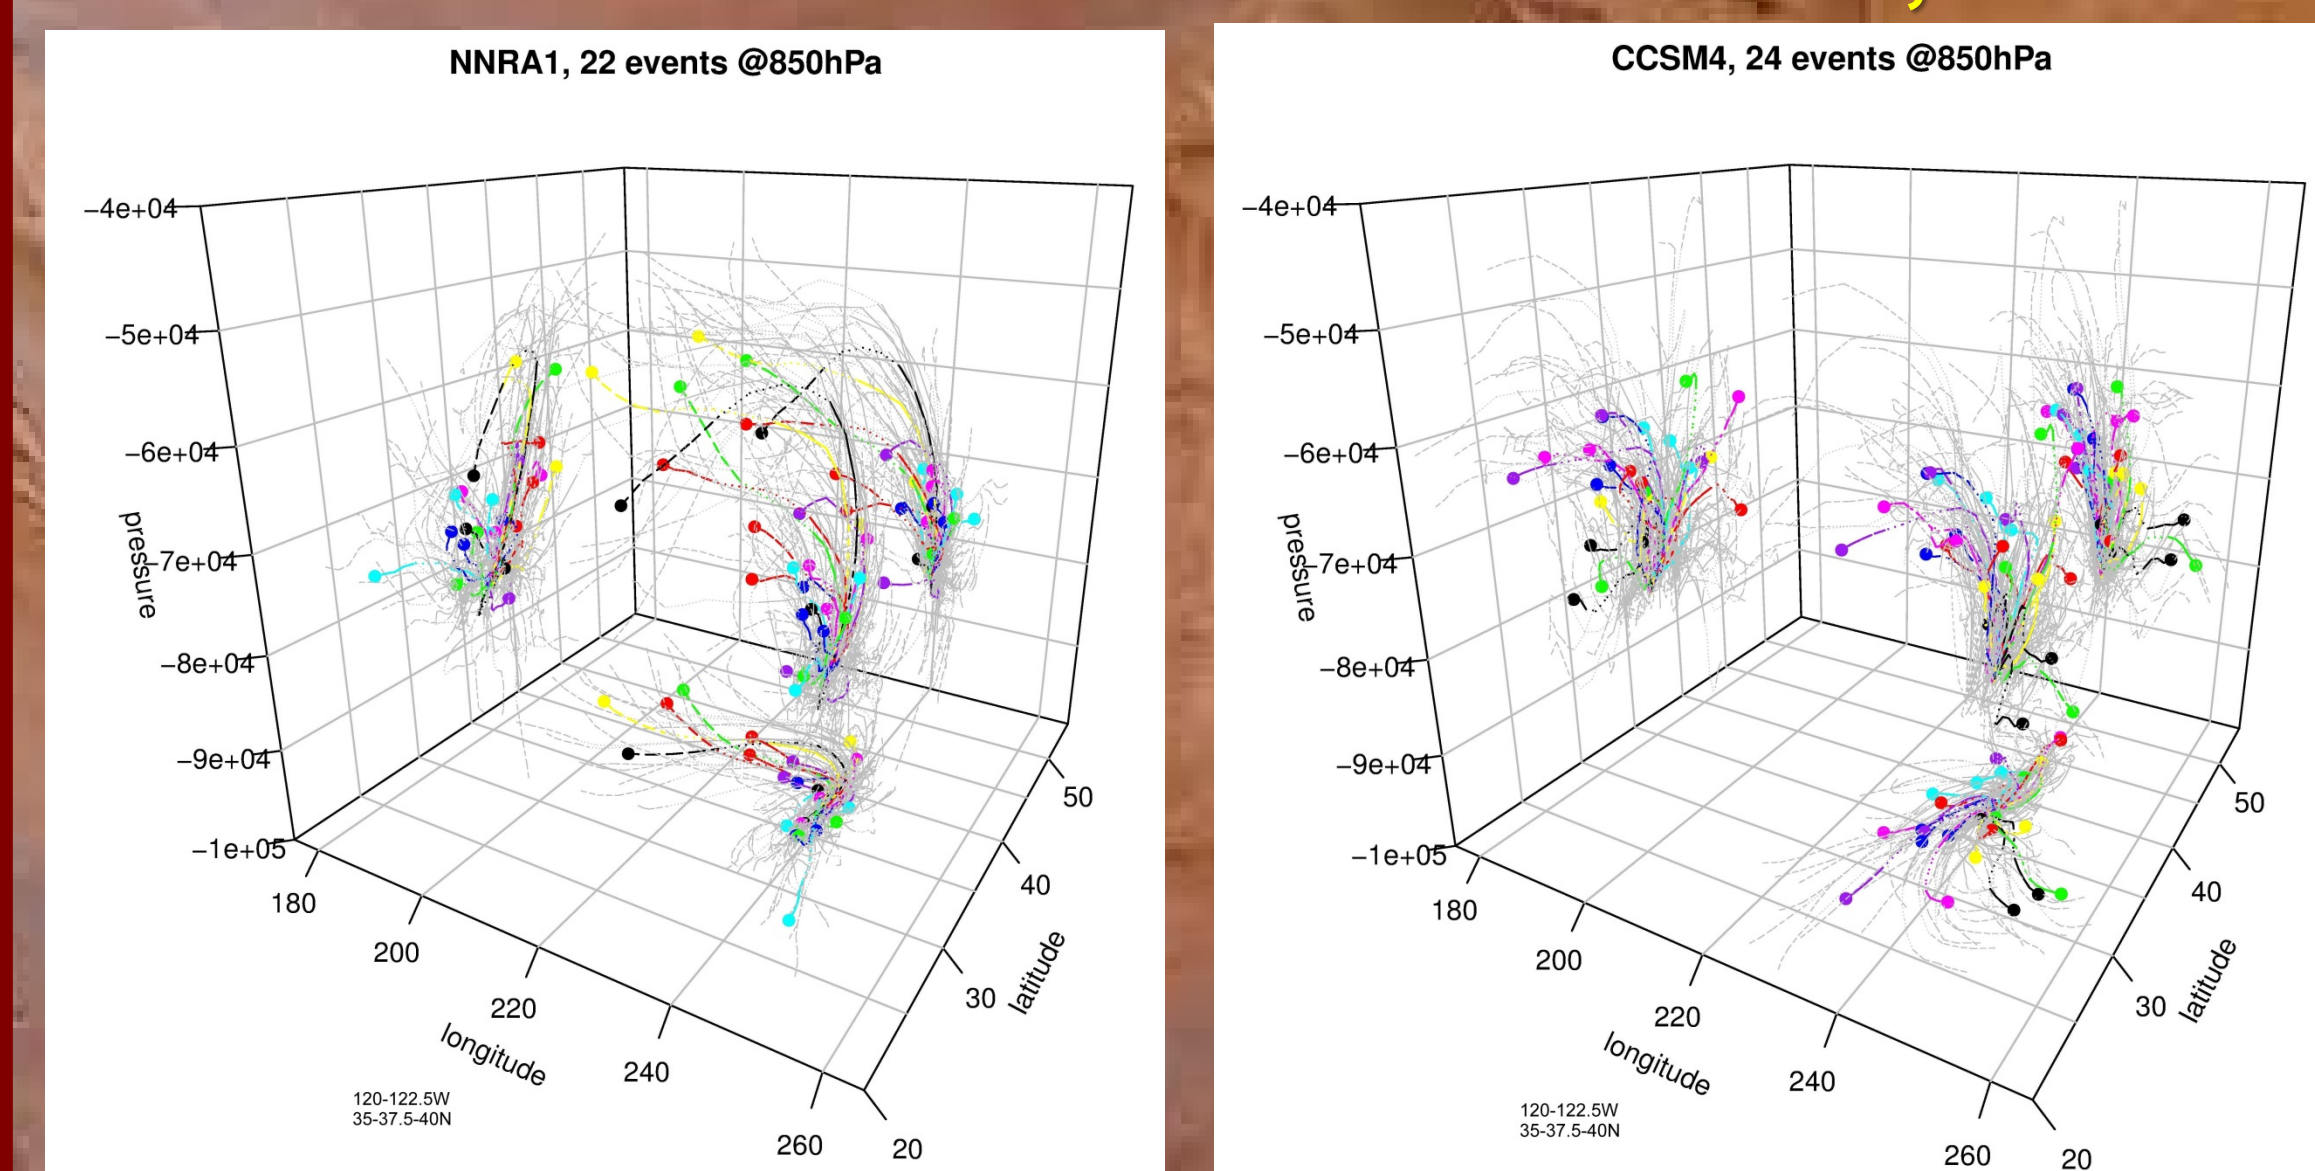 NNRA1, 22 events @850hPa
−4e+04
−5e+04
−6e+04
−7e+04
−8e+04
−9e+04
−1e+05
pressure
180
200
220
240
260
longitude
20
30
40
50
latitude
120-122.5W
35-37.5-40N
CCSM4, 24 events @850hPa
−4e+04
−5e+04
−6e+04
−7e+04
−8e+04
−9e+04
−1e+05
pressure
180
200
220
240
260
longitude
20
30
40
50
latitude
120-122.5W
35-37.5-40N